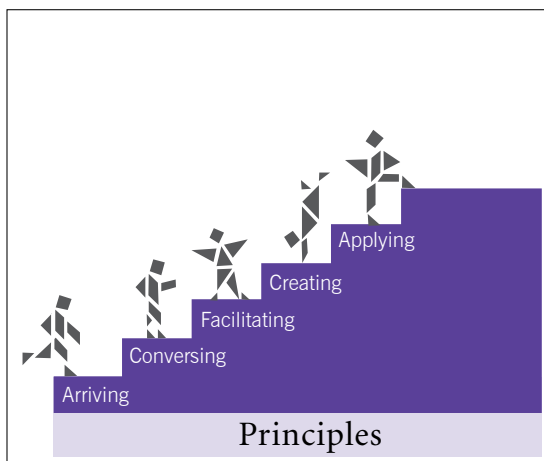 Applying
Creating
Facilitating
Conversing
Arriving
Principles